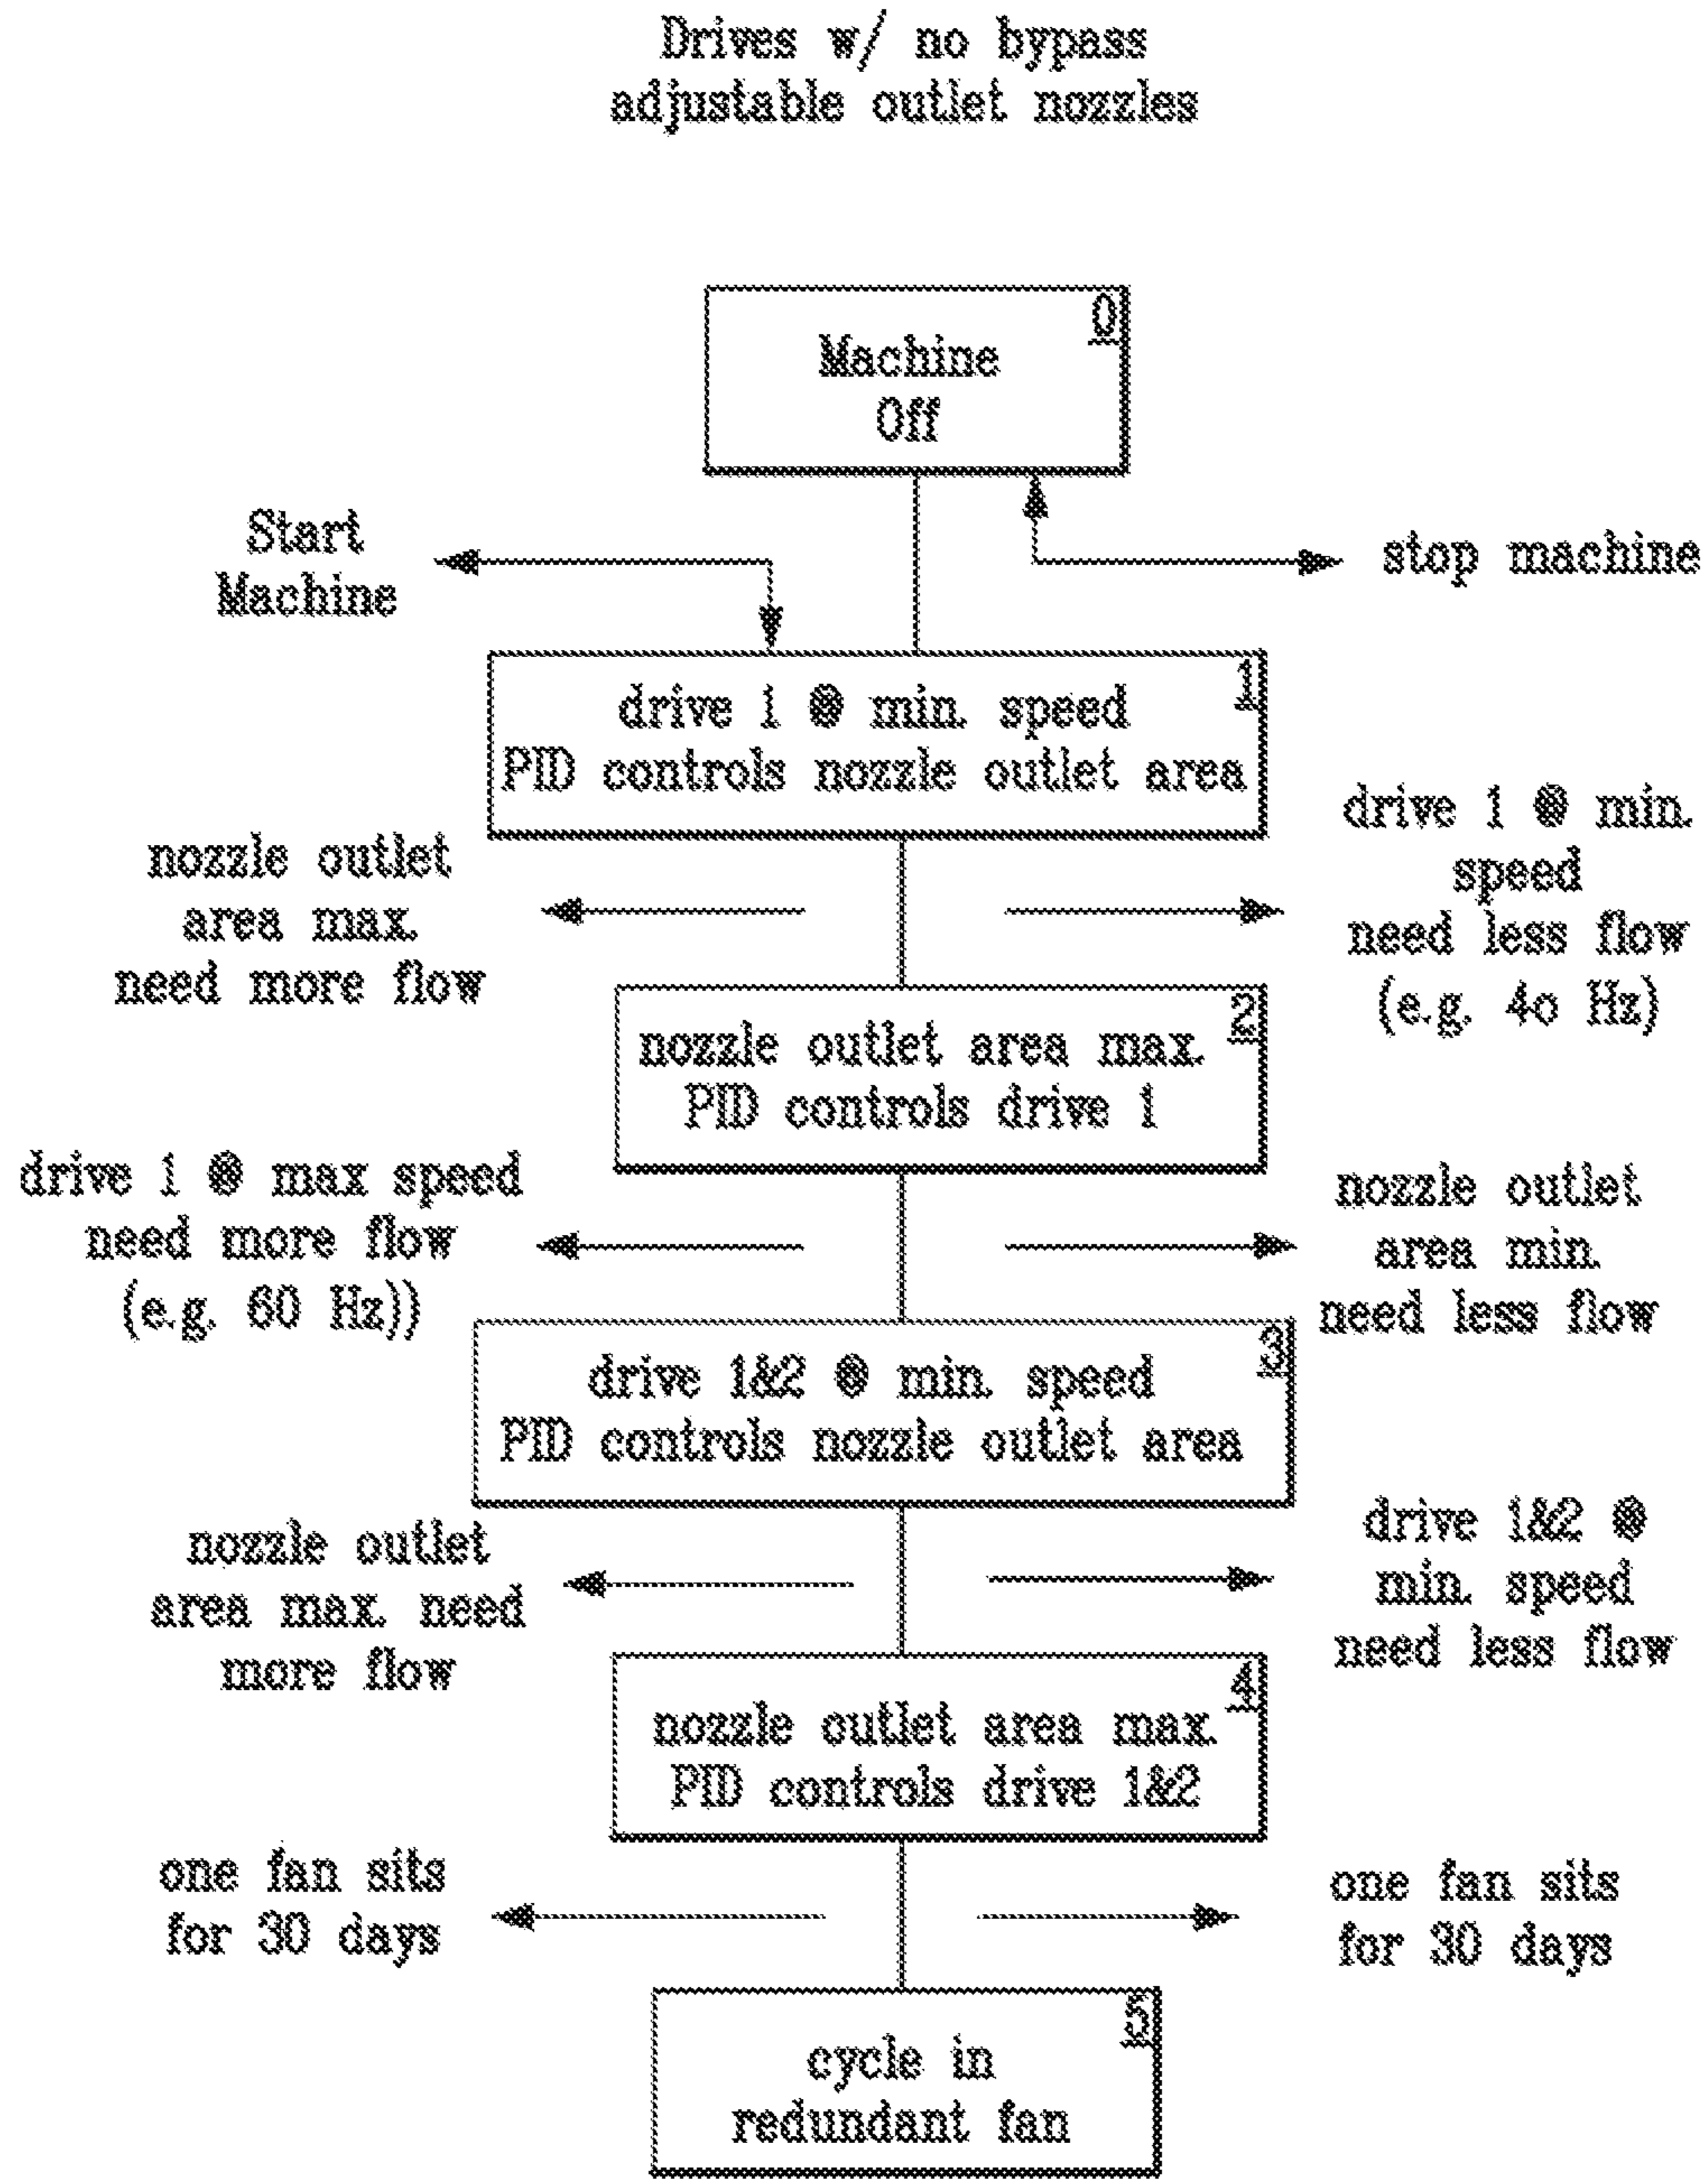 Drives w/ no bypass
adjustable outlet nozzles
0
Machine
Off
Start
Machine
stop machine
1
drive 1 @ min. speed
PID controls nozzle outlet area
nozzle outlet
area max.
need more flow
drive 1 @ min.
speed
need less flow
(e.g. 4o Hz)
2
nozzle outlet area max.
PID controls drive 1
drive 1 @ max speed
need more flow
(e.g. 60 Hz))
nozzle outlet
area min.
need less flow
3
drive 1&2 @ min. speed
PID controls nozzle outlet area
nozzle outlet
area max. need
more flow
drive 1&2 @
min. speed
need less flow
4
nozzle outlet area max.
PID controls drive 1&2
one fan sits
for 30 days
one fan sits
for 30 days
5
cycle in
redundant fan